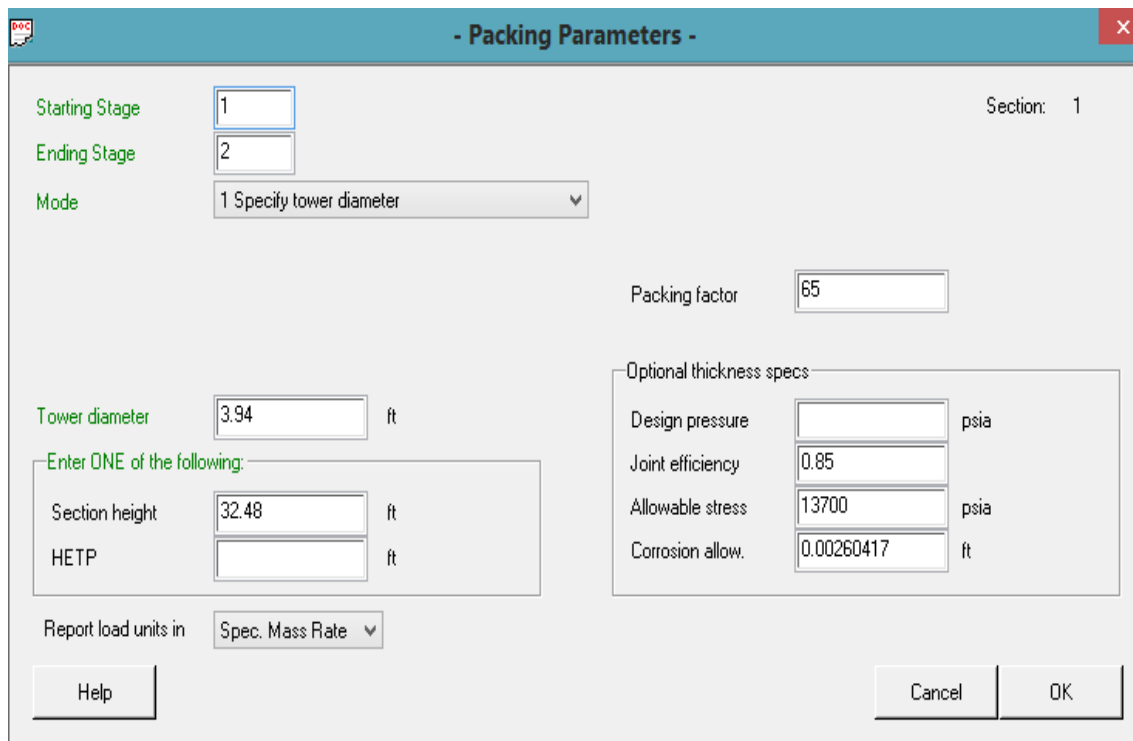 DOC
- Packing Parameters -
x
Starting Stage 1 Section: 1
Ending Stage 2
Mode 1 Specify tower diameter
Packing factor 65
Optional thickness specs
Tower diameter 3.94 ft Design pressure psia
Enter ONE of the following: Joint efficiency 0.85
Section height 32.48 ft Allowable stress 13700 psia
HETP ft Corrosion allow. 0.00260417 ft
Report load units in Spec. Mass Rate
Help Cancel OK